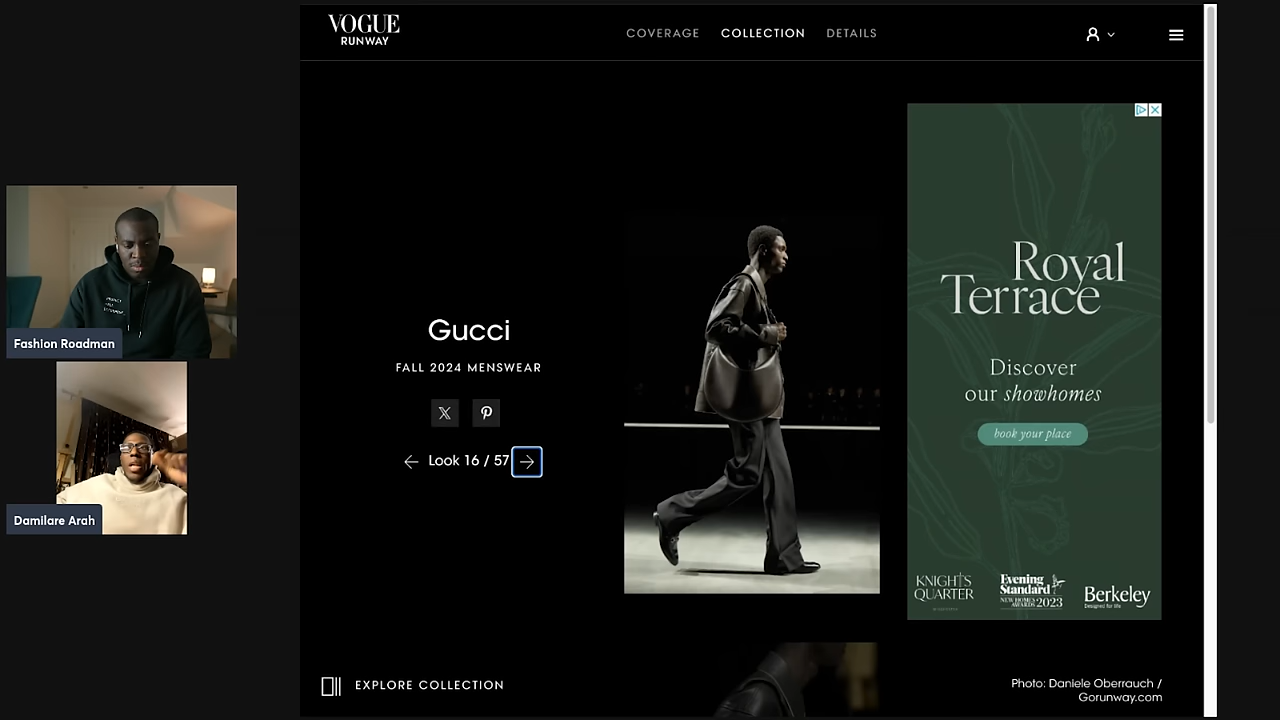 VOGUE
RUNWAY
COVERAGE
COLLECTION
DETAILS
Fashion Roadman
Damilare Arah
Gucci
FALL 2024 MENSWEAR
Look 16 / 57
EXPLORE COLLECTION
Royal
Terrace
Discover
our showhomes
book your place
KNIGHTS
QUARTER
Evening
Standard
NEW HOMES
AWARDS 2023
Berkeley
Designed for life
Photo: Daniele Oberrauch /
Gorunway.com